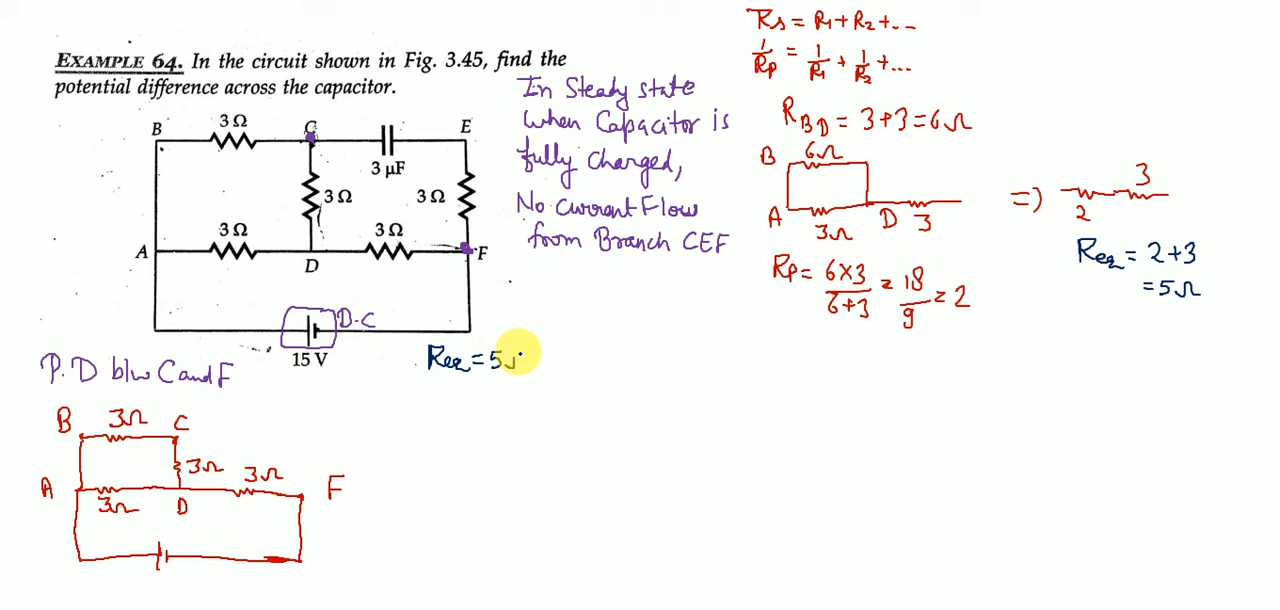 EXAMPLE 64. In the circuit shown in Fig. 3.45, find the
potential difference across the capacitor.
B
3 Ω
C
E
3 μF
3 Ω
3 Ω
3 Ω
3 Ω
A
D
F
D.C
15 V
In Steady state
When Capacitor is
fully Charged,
No Current Flow
from Branch CEF
P.D b/w C and F
Req = 5
B 3Ω C
3Ω
3Ω
A
3Ω
D
F
Rs = R1 + R2 + ...
1/Rp = 1/R1 + 1/R2 + ...
RBD = 3+3 = 6Ω
B 6Ω
A
3Ω
D 3
=) 2 3
Rp = 6×3/6+3 = 18/9 = 2
Req = 2+3
= 5Ω